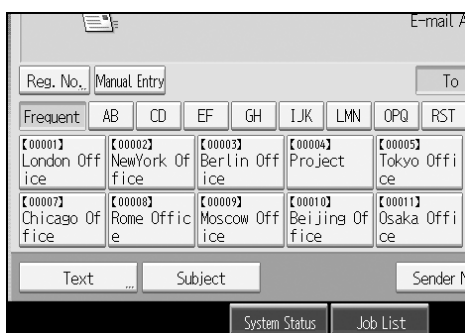 E-mail A
Reg. No. Manual Entry To
Frequent AB CD EF GH IJK LMN OPQ RST
【00001】 【00002】 【00003】 【00004】 【00005】
London Off NewYork Of Berlin Off Project Tokyo Offi
ice fice ice ce
【00007】 【00008】 【00009】 【00010】 【00011】
Chicago Of Rome Offic Moscow Off Beijing Of Osaka Offi
fice e ice fice ce
Text ... Subject Sender N
System Status Job List